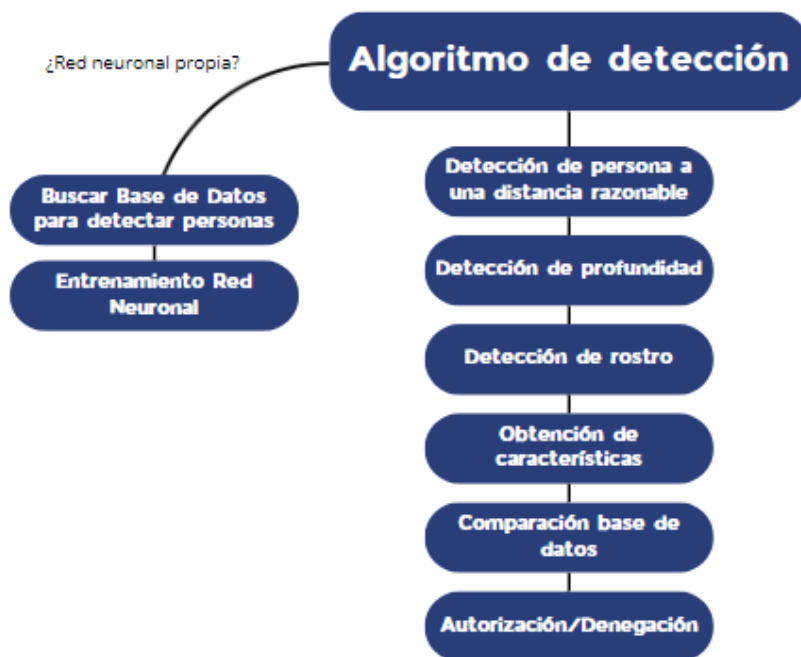 ¿Red neuronal propia?
Algoritmo de detección
Buscar Base de Datos
para detectar personas
Entrenamiento Red
Neuronal
Detección de persona a
una distancia razonable
Detección de profundidad
Detección de rostro
Obtención de
características
Comparación base de
datos
Autorización/Denegación